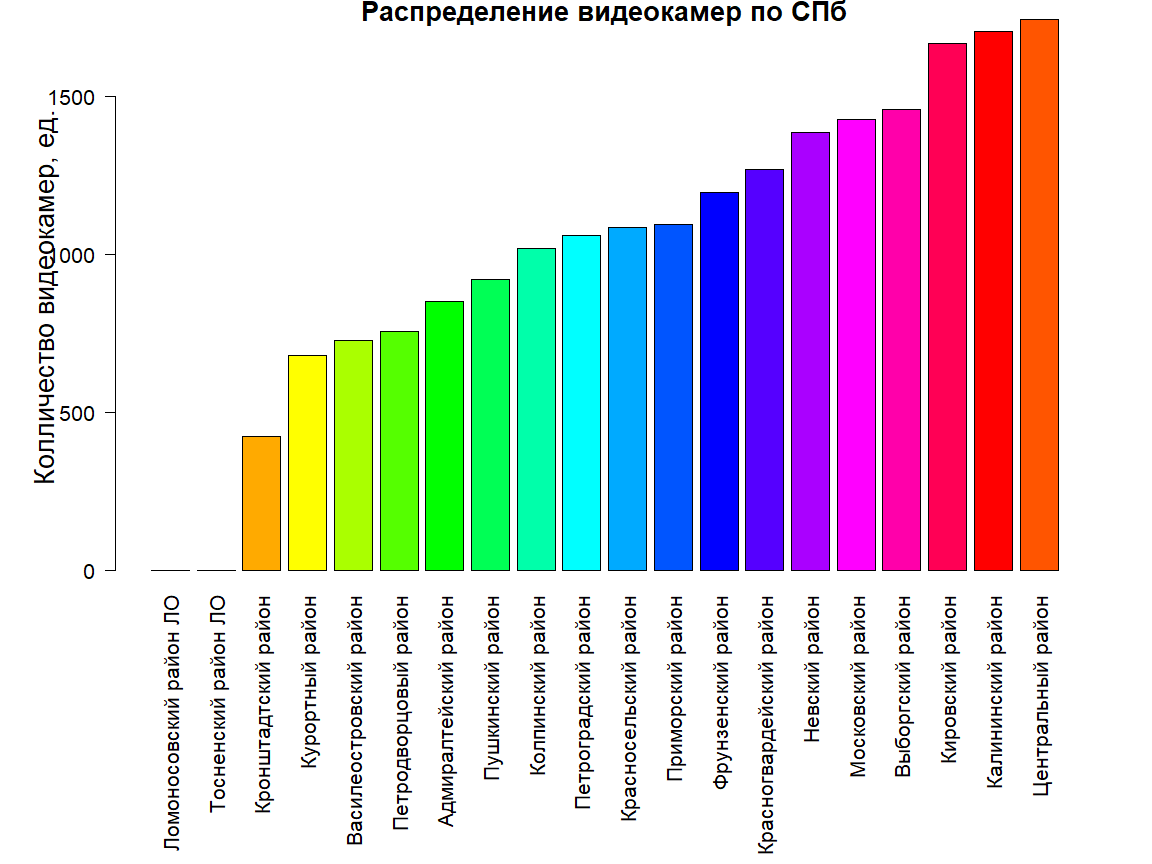 Распределение видеокамер по СПб
Колличество видеокамер, ед.
1500
1000
500
0
Ломоносовский район ЛО
Тосненский район ЛО
Кронштадтский район
Курортный район
Василеостровский район
Петродворцовый район
Адмиралтейский район
Пушкинский район
Колпинский район
Петроградский район
Красносельский район
Приморский район
Фрунзенский район
Красногвардейский район
Невский район
Московский район
Выборгский район
Кировский район
Калининский район
Центральный район